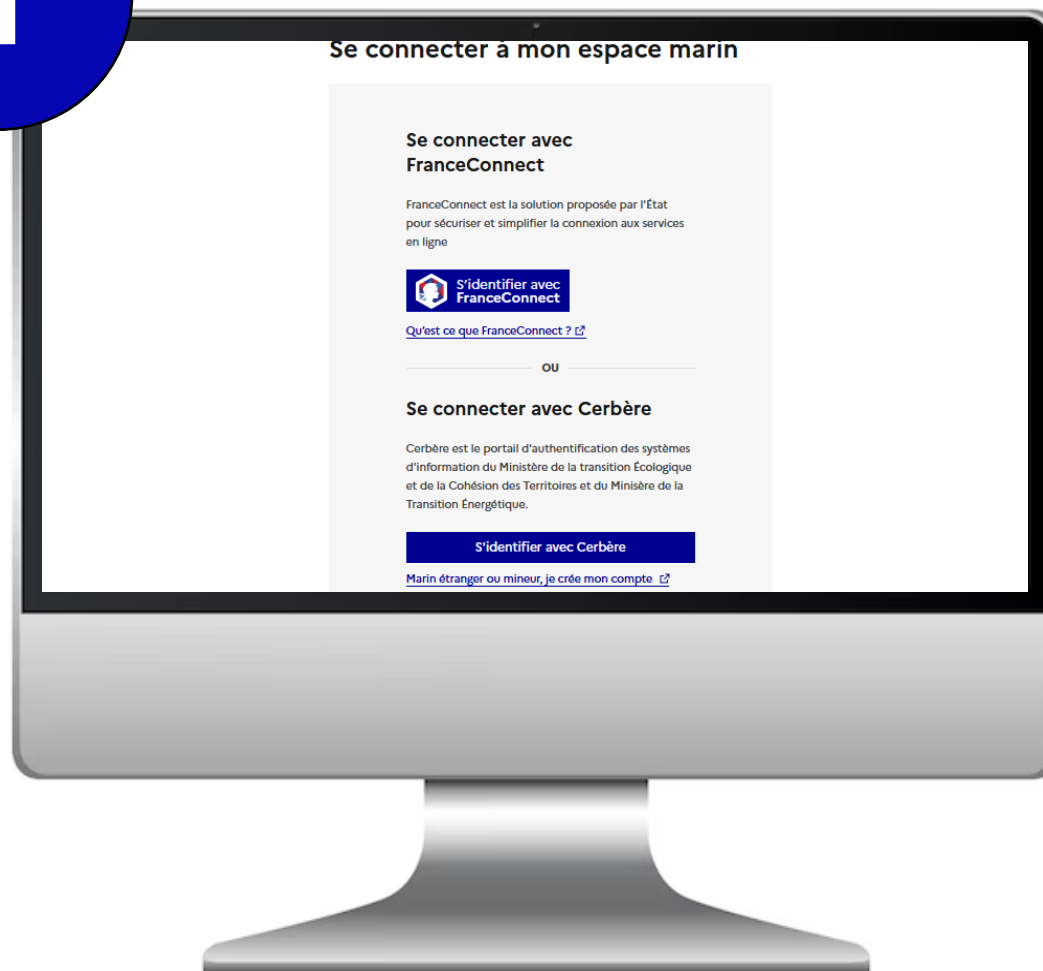 Se connecter à mon espace marin
Se connecter avec
FranceConnect
FranceConnect est la solution proposée par l'État
pour sécuriser et simplifier la connexion aux services
en ligne
S'identifier avec
FranceConnect
Qu'est ce que FranceConnect ?
OU
Se connecter avec Cerbère
Cerbère est le portail d'authentification des systèmes
d'information du Ministère de la transition Écologique
et de la Cohésion des Territoires et du Minisère de la
Transition Énergétique.
S'identifier avec Cerbère
Marin étranger ou mineur, je crée mon compte